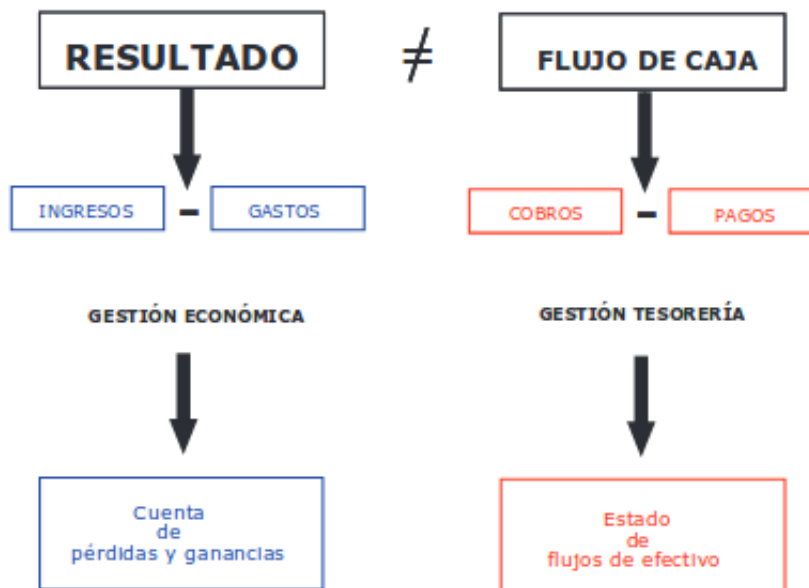 RESULTADO ≠ FLUJO DE CAJA
INGRESOS - GASTOS
COBROS - PAGOS
GESTIÓN ECONÓMICA
GESTIÓN TESORERÍA
Cuenta
de
pérdidas y ganancias
Estado
de
flujos de efectivo